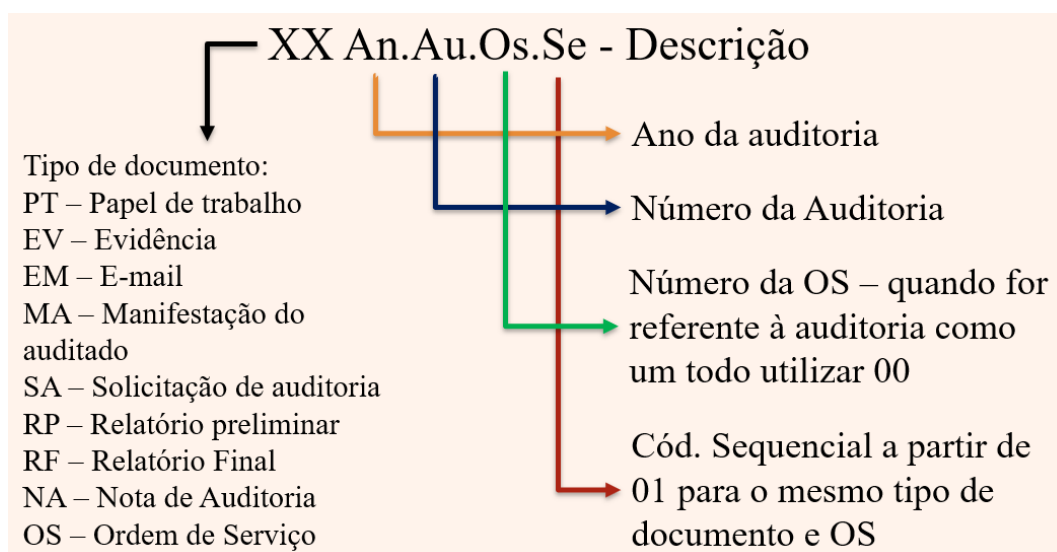 XX An.Au.Os.Se - Descrição
Tipo de documento:
PT – Papel de trabalho
EV – Evidência
EM – E-mail
MA – Manifestação do
auditado
SA – Solicitação de auditoria
RP – Relatório preliminar
RF – Relatório Final
NA – Nota de Auditoria
OS – Ordem de Serviço
Ano da auditoria
Número da Auditoria
Número da OS – quando for
referente à auditoria como
um todo utilizar 00
Cód. Sequencial a partir de
01 para o mesmo tipo de
documento e OS